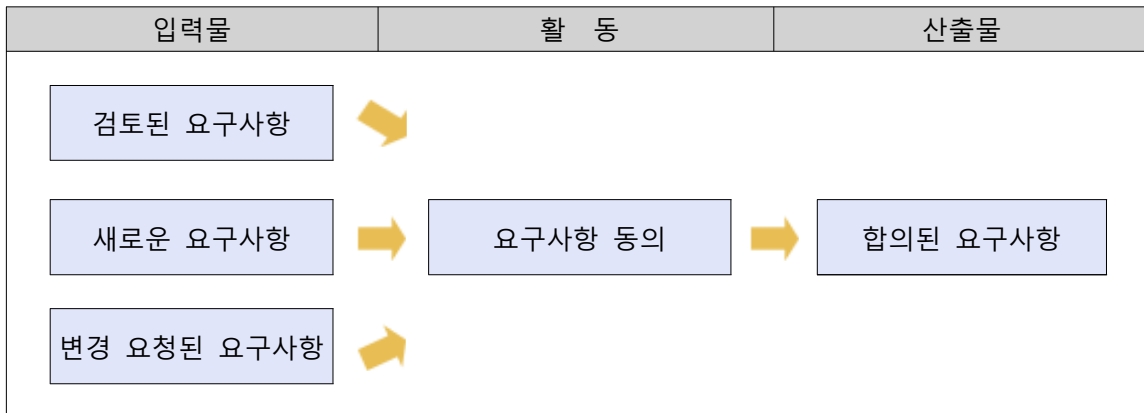 입력물 활 동 산출물
검토된 요구사항
새로운 요구사항 요구사항 동의 합의된 요구사항
변경 요청된 요구사항